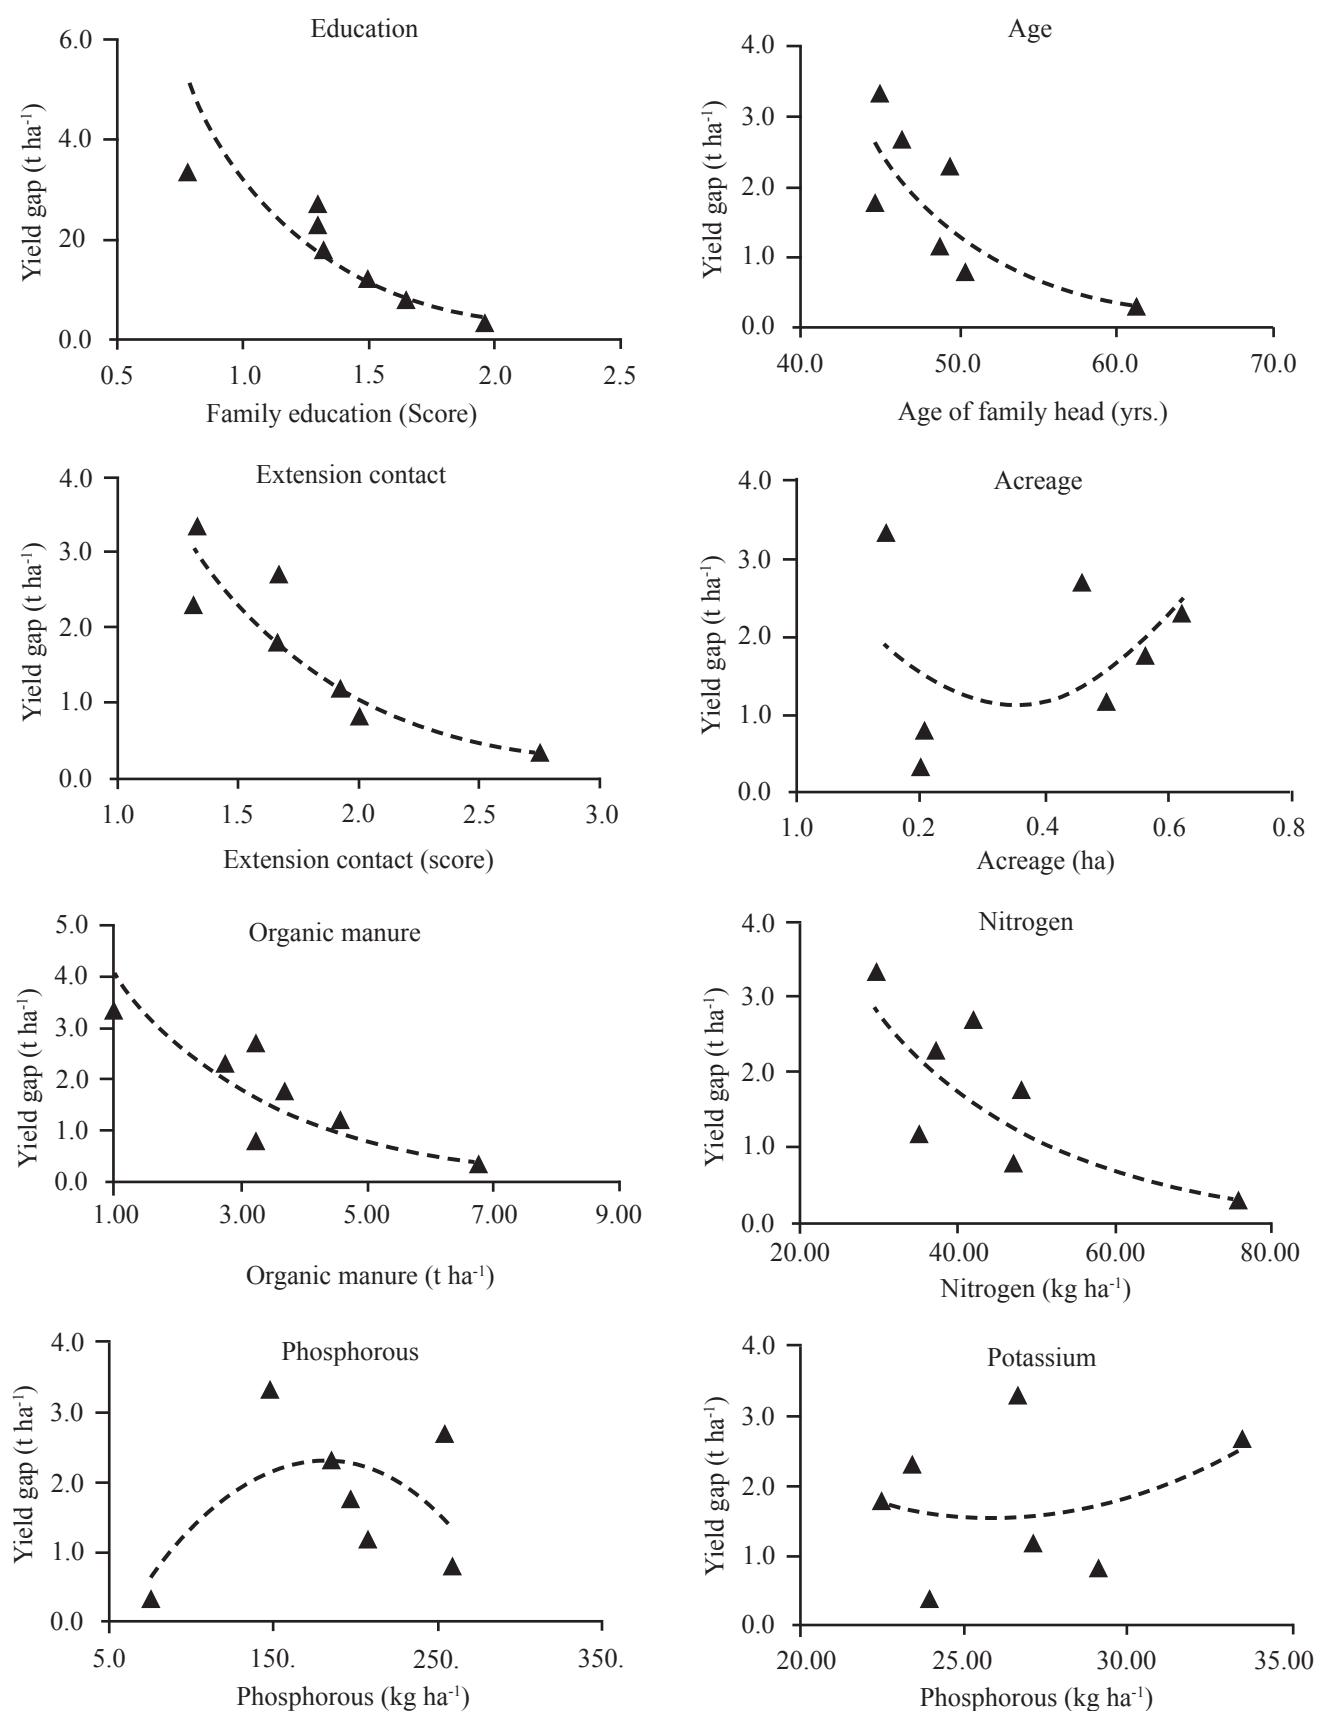 Education
6.0
4.0
20
0.0
Yield gap (t ha-1)
0.5 1.0 1.5 2.0 2.5
Family education (Score)
Age
4.0
3.0
2.0
1.0
0.0
Yield gap (t ha-1)
40.0 50.0 60.0 70.0
Age of family head (yrs.)
Extension contact
4.0
3.0
2.0
1.0
0.0
Yield gap (t ha-1)
1.0 1.5 2.0 2.5 3.0
Extension contact (score)
Acreage
4.0
3.0
2.0
1.0
0.0
Yield gap (t ha-1)
1.0 0.2 0.4 0.6 0.8
Acreage (ha)
Organic manure
5.0
4.0
3.0
2.0
1.0
0.0
Yield gap (t ha-1)
1.00 3.00 5.00 7.00 9.00
Organic manure (t ha-1)
Nitrogen
4.0
3.0
2.0
1.0
0.0
Yield gap (t ha-1)
20.00 40.00 60.00 80.00
Nitrogen (kg ha-1)
Phosphorous
4.0
3.0
2.0
1.0
0.0
Yield gap (t ha-1)
5.0 150. 250. 350.
Phosphorous (kg ha-1)
Potassium
4.0
3.0
2.0
1.0
0.0
Yield gap (t ha-1)
20.00 25.00 30.00 35.00
Phosphorous (kg ha-1)